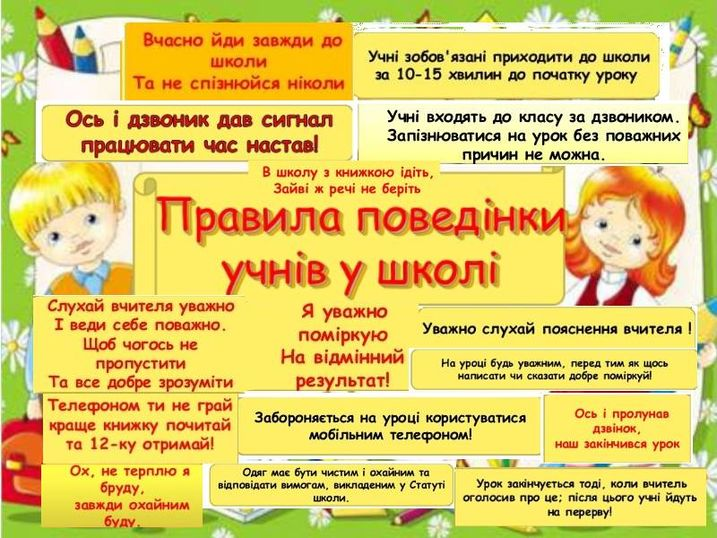 Вчасно йди завжди до
школи
Та не спізнюйся ніколи
Учні зобов'язані приходити до школи
за 10-15 хвилин до початку уроку
Ось і дзвоник дав сигнал
працювати час настав!
Учні входять до класу за дзвоником.
Запізнюватися на урок без поважних
причин не можна.
В школу з книжкою ідіть,
Зайві ж речі не беріть
Правила поведінки
учнів у школі
Слухай вчителя уважно
І веди себе поважно.
Щоб чогось не
пропустити
Та все добре зрозуміти
Я уважно
поміркую
На відмінний
результат!
Уважно слухай пояснення вчителя !
На уроці будь уважним, перед тим як щось
написати чи сказати добре поміркуй!
Телефоном ти не грай
краще книжку почитай
та 12-ку отримай!
Забороняється на уроці користуватися
мобільним телефоном!
Ось і пролунав
дзвінок,
наш закінчився урок
Ох, не терплю я
бруду,
завжди охайним
буду.
Одяг має бути чистим і охайним та
відповідати вимогам, викладеним у Статуті
школи.
Урок закінчується тоді, коли вчитель
оголосив про це; після цього учні йдуть
на перерву!